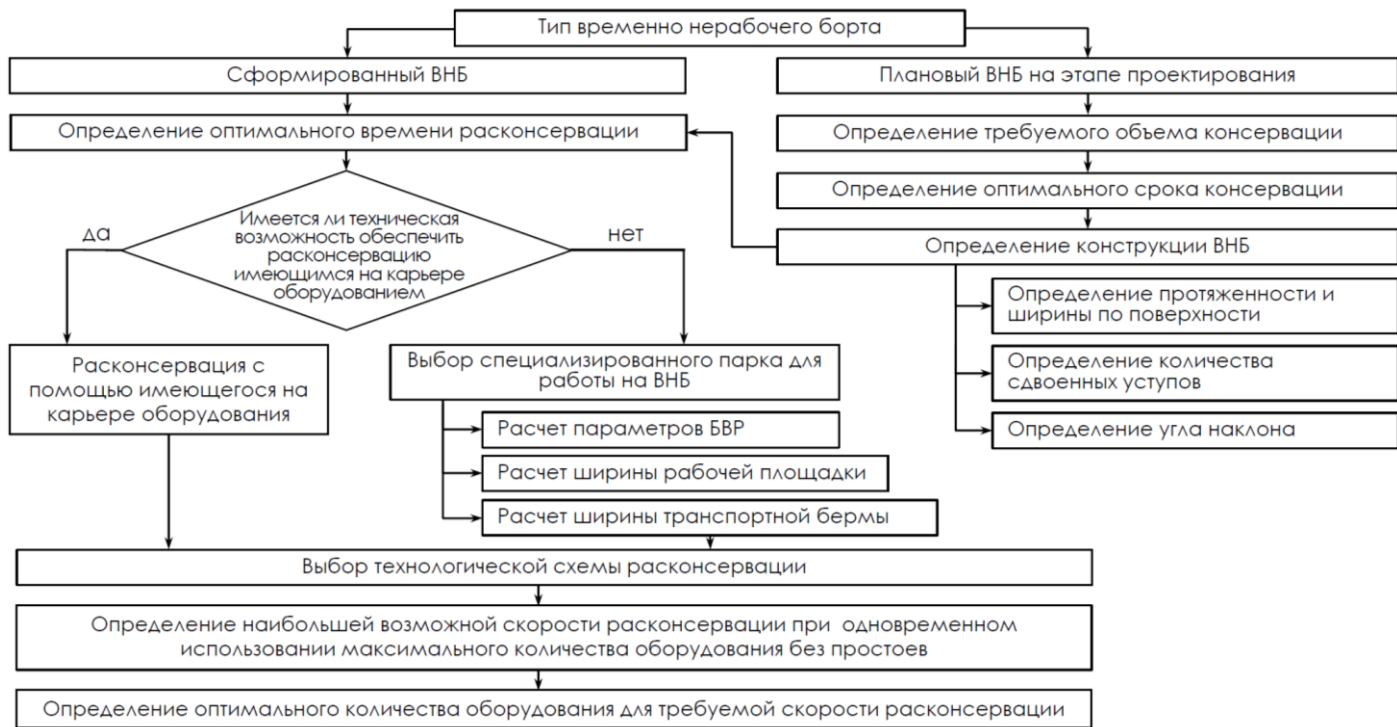 Тип временно нерабочего борта
Сформированный ВНБ
Плановый ВНБ на этапе проектирования
Определение оптимального времени расконсервации
Определение требуемого объема консервации
Определение оптимального срока консервации
Имеется ли техническая
возможность обеспечить
расконсервацию
имеющимся на карьере
оборудованием
да
нет
Определение конструкции ВНБ
Определение протяженности и
ширины по поверхности
Определение количества
сдвоенных уступов
Определение угла наклона
Расконсервация с
помощью имеющегося на
карьере оборудования
Выбор специализированного парка для
работы на ВНБ
Расчет параметров БВР
Расчет ширины рабочей площадки
Расчет ширины транспортной бермы
Выбор технологической схемы расконсервации
Определение наибольшей возможной скорости расконсервации при одновременном
использовании максимального количества оборудования без простоев
Определение оптимального количества оборудования для требуемой скорости расконсервации